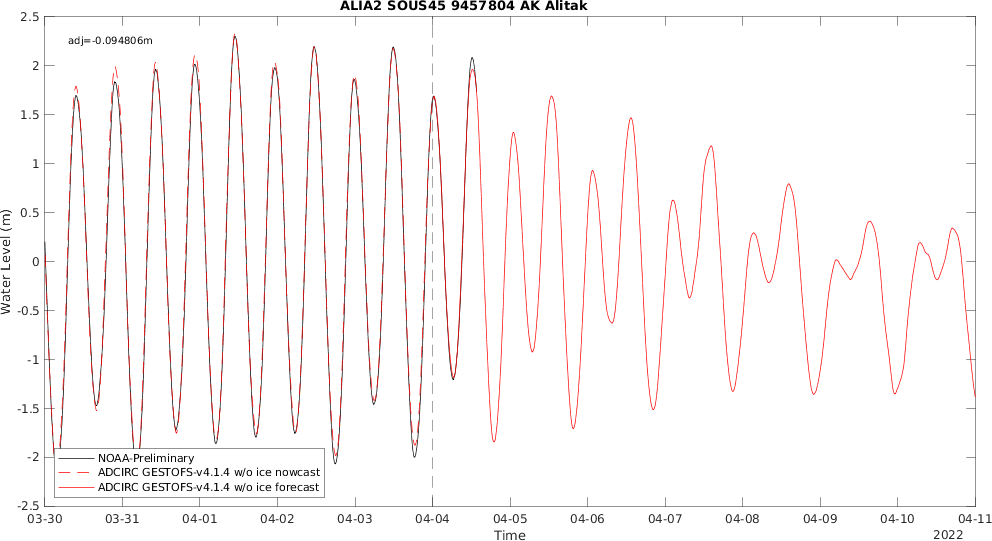 ALIA2 SOUS45 9457804 AK Alitak
adj=-0.094806m
2.5
2
1.5
1
0.5
0
-0.5
-1
-1.5
-2
-2.5
Water Level (m)
NOAA-Preliminary
ADCIRC GESTOFS-v4.1.4 w/o ice nowcast
ADCIRC GESTOFS-v4.1.4 w/o ice forecast
03-30 03-31 04-01 04-02 04-03 04-04 04-05 04-06 04-07 04-08 04-09 04-10 04-11
Time
2022